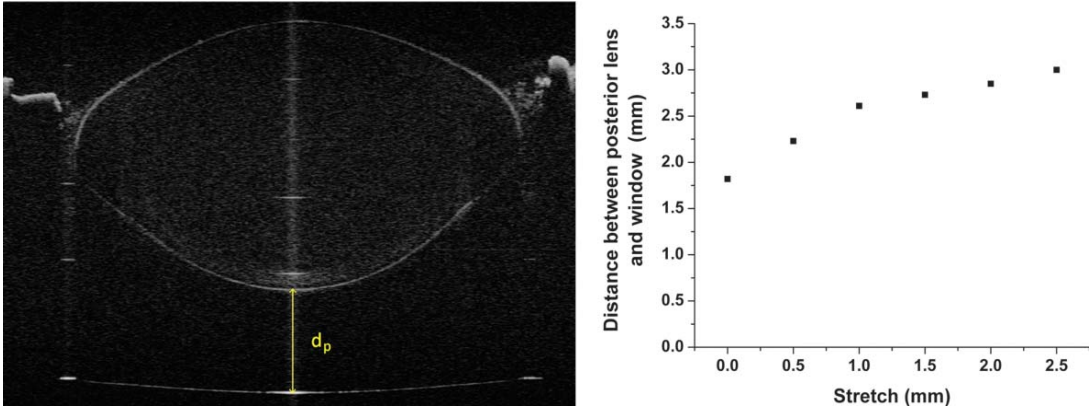 dp
Distance between posterior lens
and window (mm)
3.5
3.0
2.5
2.0
1.5
1.0
0.5
0.0
0.0 0.5 1.0 1.5 2.0 2.5
Stretch (mm)